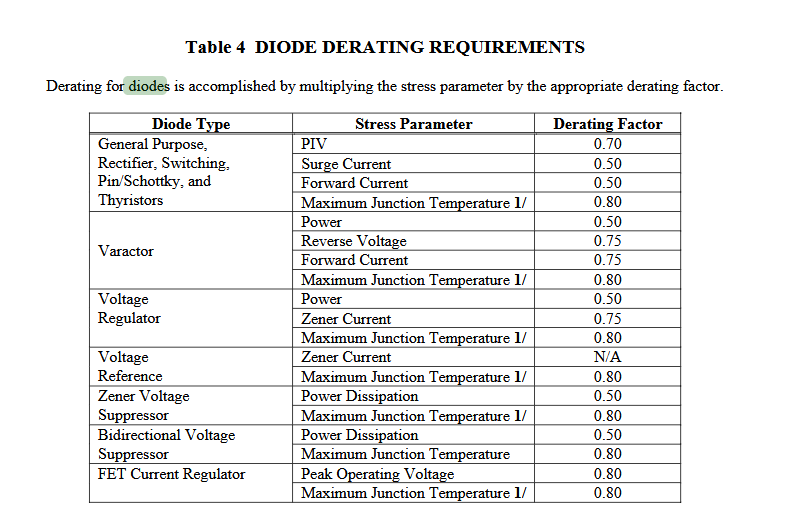 Table 4 DIODE DERATING REQUIREMENTS
Derating for diodes is accomplished by multiplying the stress parameter by the appropriate derating factor.
Diode Type Stress Parameter Derating Factor
General Purpose, PIV 0.70
Rectifier, Switching, Surge Current 0.50
Pin/Schottky, and Forward Current 0.50
Thyristors Maximum Junction Temperature 1/ 0.80
Power 0.50
Reverse Voltage 0.75
Varactor
Forward Current 0.75
Maximum Junction Temperature 1/ 0.80
Voltage Power 0.50
Regulator Zener Current 0.75
Maximum Junction Temperature 1/ 0.80
Voltage Zener Current N/A
Reference Maximum Junction Temperature 1/ 0.80
Zener Voltage Power Dissipation 0.50
Suppressor Maximum Junction Temperature 1/ 0.80
Bidirectional Voltage Power Dissipation 0.50
Suppressor Maximum Junction Temperature 0.80
FET Current Regulator Peak Operating Voltage 0.80
Maximum Junction Temperature 1/ 0.80